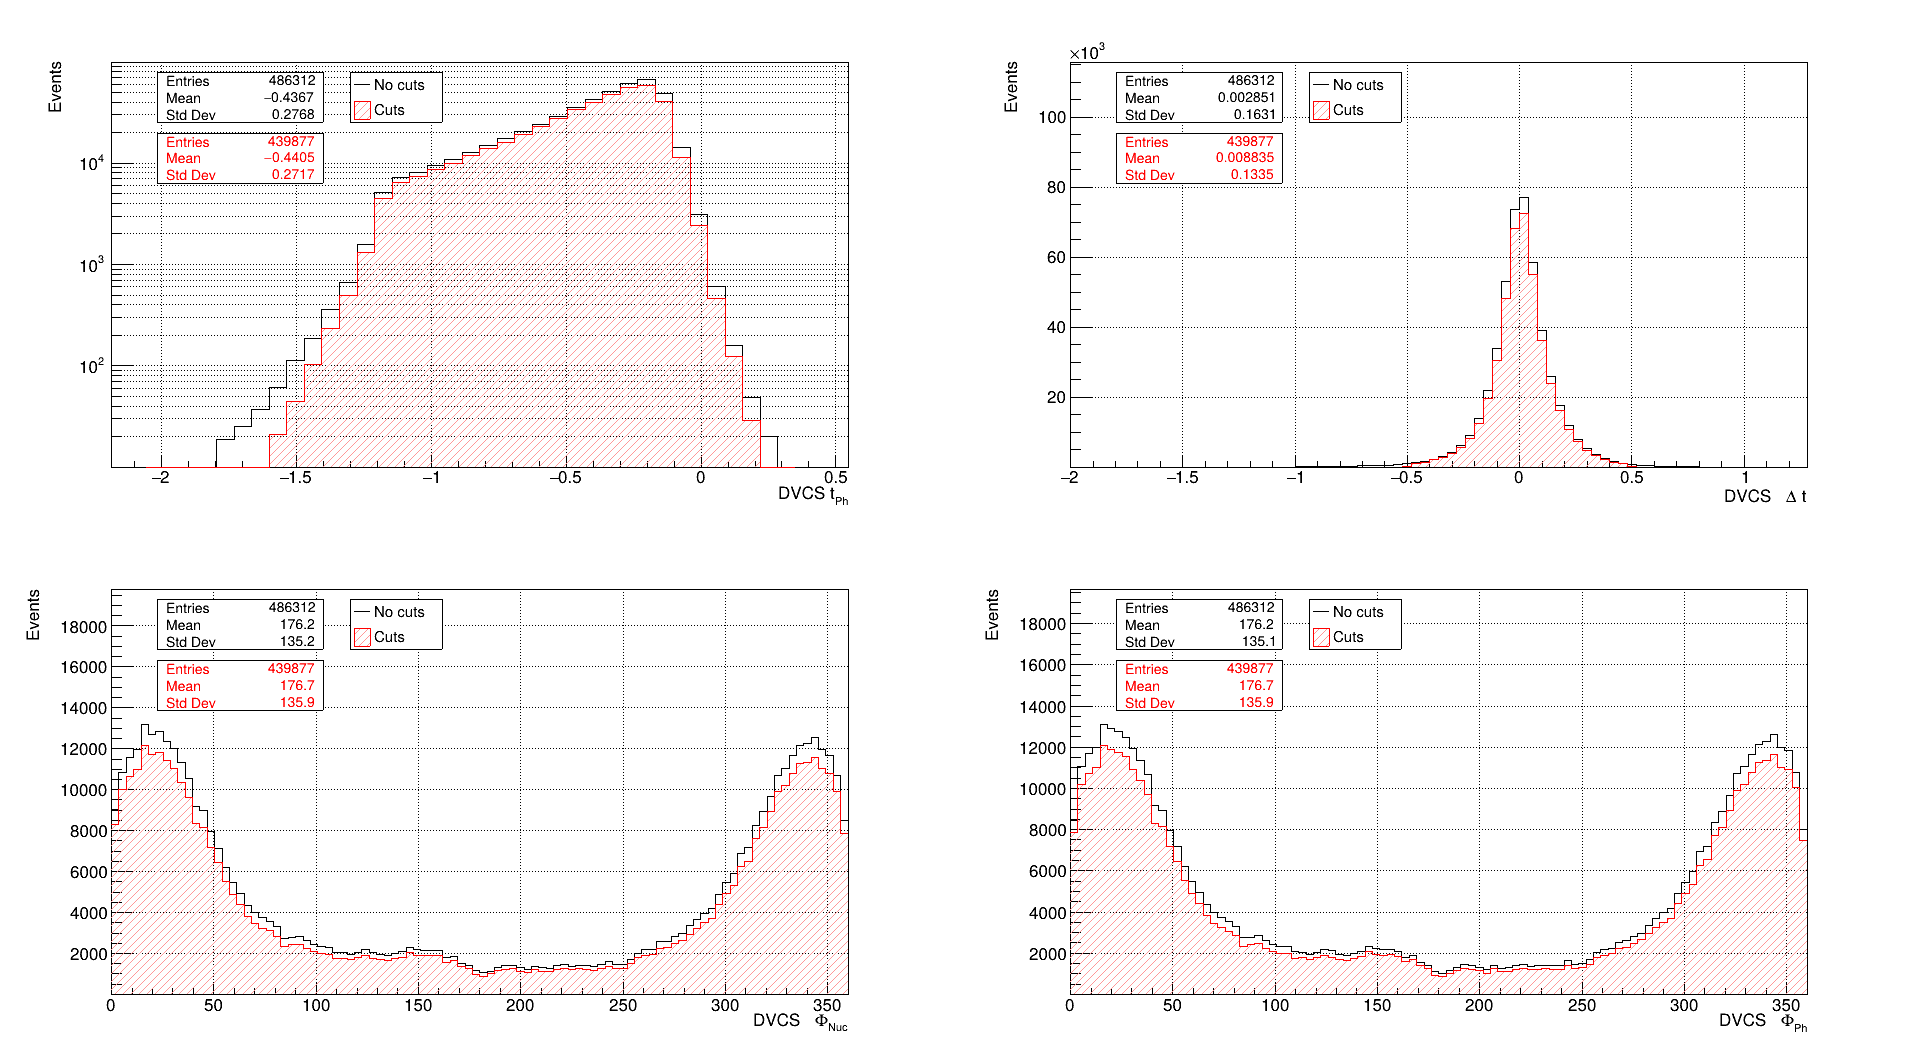 Events
Entries 486312
Mean −0.4367
Std Dev 0.2768
Entries 439877
Mean −0.4405
Std Dev 0.2717
No cuts
Cuts
10⁴
10³
10²
−2 −1.5 −1 −0.5 0 0.5
DVCS t_Ph
×10³
Events
Entries 486312
Mean 0.002851
Std Dev 0.1631
Entries 439877
Mean 0.008835
Std Dev 0.1335
No cuts
Cuts
100
80
60
40
20
−2 −1.5 −1 −0.5 0 0.5 1
DVCS Δ t
Events
Entries 486312
Mean 176.2
Std Dev 135.2
Entries 439877
Mean 176.7
Std Dev 135.9
No cuts
Cuts
18000
16000
14000
12000
10000
8000
6000
4000
2000
0 50 100 150 200 250 300 350
DVCS Φ_Nuc
Events
Entries 486312
Mean 176.2
Std Dev 135.1
Entries 439877
Mean 176.7
Std Dev 135.9
No cuts
Cuts
18000
16000
14000
12000
10000
8000
6000
4000
2000
0 50 100 150 200 250 300 350
DVCS Φ_Ph